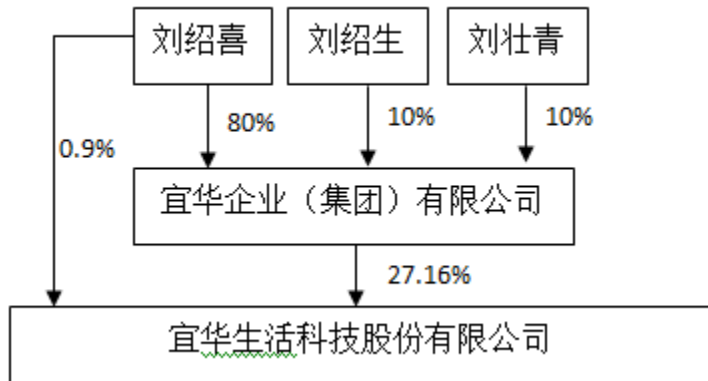 刘绍喜
刘绍生
刘壮青
0.9%
80%
10%
10%
宜华企业（集团）有限公司
27.16%
宜华生活科技股份有限公司